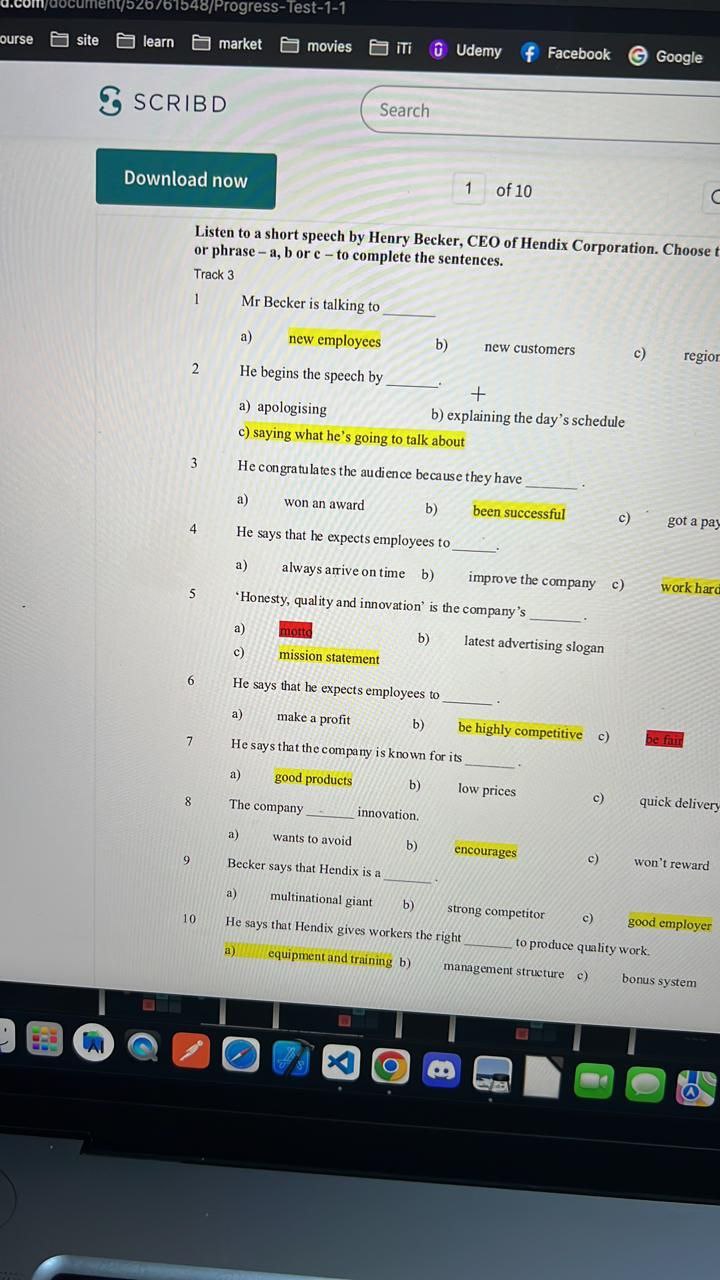 d.com/document/526761548/Progress-Test-1-1
ourse site learn market movies iTi Udemy Facebook Google
SCRIBD
Search
Download now
1 of 10
Listen to a short speech by Henry Becker, CEO of Hendix Corporation. Choose t
or phrase – a, b or c – to complete the sentences.
Track 3
1 Mr Becker is talking to ______
a) new employees b) new customers c) region
2 He begins the speech by ______.
a) apologising b) explaining the day's schedule
c) saying what he's going to talk about
3 He congratulates the audience because they have ______ .
a) won an award b) been successful c) got a pay
4 He says that he expects employees to ______.
a) always arrive on time b) improve the company c) work hard
5 'Honesty, quality and innovation' is the company's ______ .
a) motto b) latest advertising slogan
c) mission statement
6 He says that he expects employees to ______ .
a) make a profit b) be highly competitive c) be fair
7 He says that the company is known for its ______ .
a) good products b) low prices c) quick delivery
8 The company ______ innovation.
a) wants to avoid b) encourages c) won't reward
9 Becker says that Hendix is a ______ .
a) multinational giant b) strong competitor c) good employer
10 He says that Hendix gives workers the right ______ to produce quality work.
a) equipment and training b) management structure c) bonus system